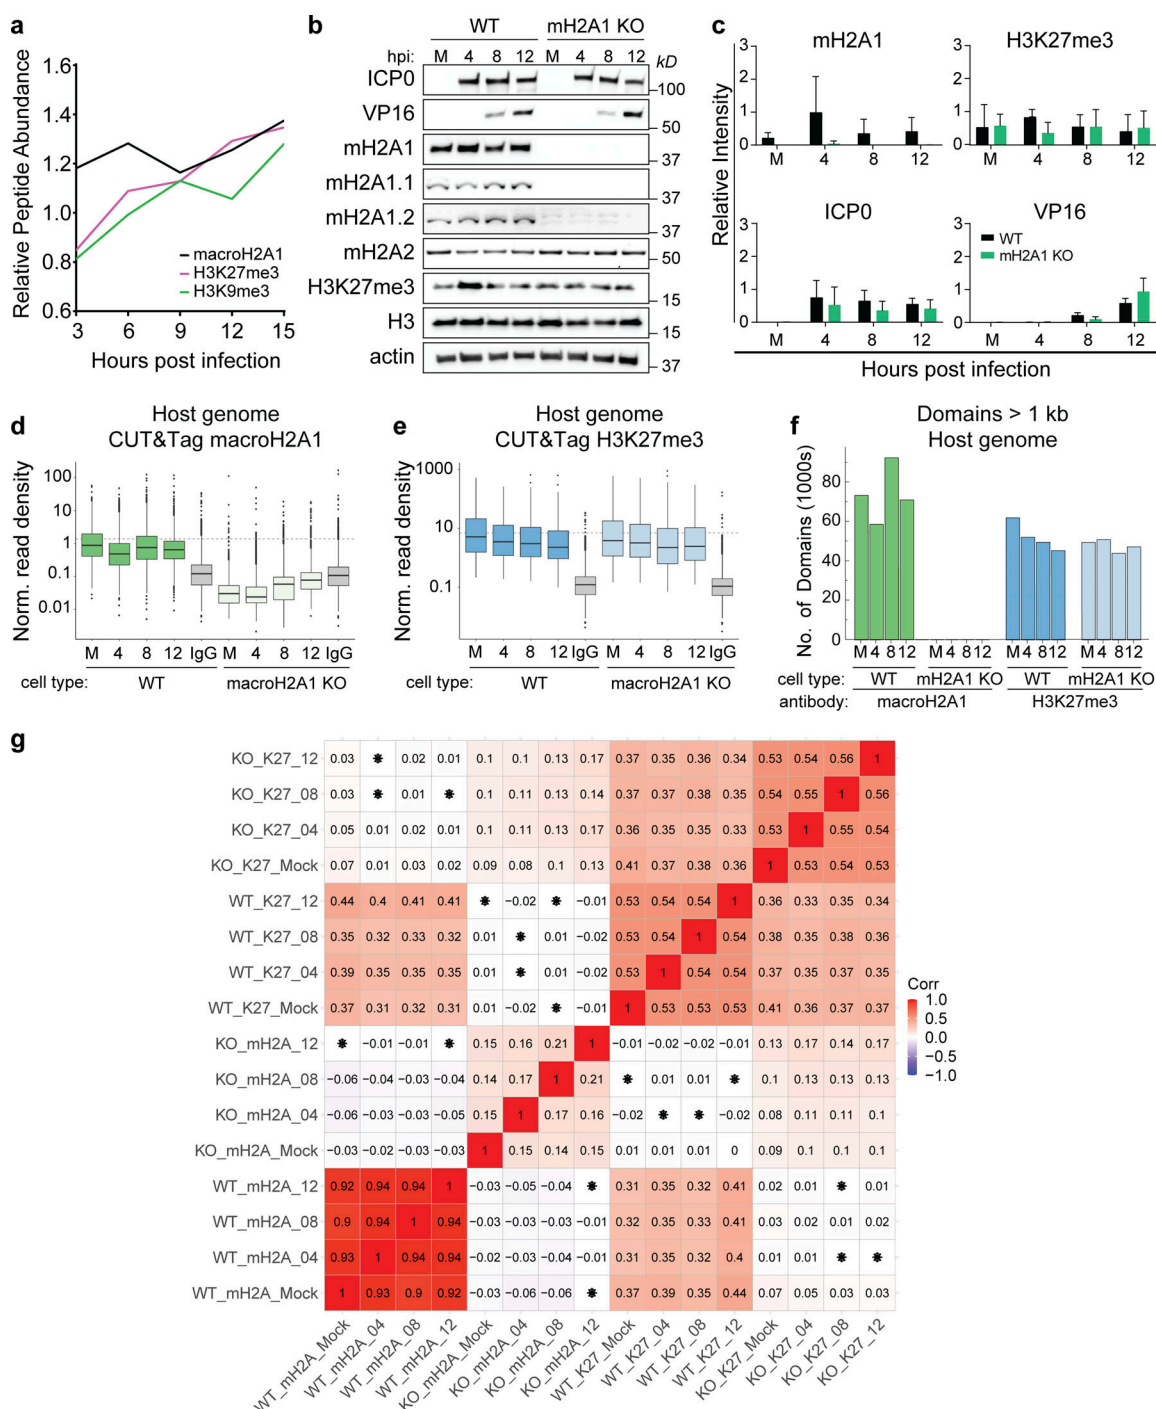 a
Relative Peptide Abundance
1.6
1.4
1.2
1.0
0.8
0.6
macroH2A1
H3K27me3
H3K9me3
3 6 9 12 15
Hours post infection
b
WT mH2A1 KO
hpi: M 4 8 12 M 4 8 12 kD
ICP0 100
VP16 50
mH2A1 37
mH2A1.1 37
mH2A1.2 37
mH2A2 50
H3K27me3 15
H3 15
actin 37
c
Relative Intensity
mH2A1 H3K27me3
3 3
2 2
1 1
0 0
M 4 8 12 M 4 8 12
ICP0 VP16
3 3
2 2
1 1
0 0
WT
mH2A1 KO
M 4 8 12 M 4 8 12
Hours post infection
d
Host genome
CUT&Tag macroH2A1
Norm. read density
100
10
1
0.1
0.01
M 4 8 12 IgG M 4 8 12 IgG
cell type: WT macroH2A1 KO
e
Host genome
CUT&Tag H3K27me3
Norm. read density
1000
10
0.1
M 4 8 12 IgG M 4 8 12 IgG
cell type: WT macroH2A1 KO
f
Domains > 1 kb
Host genome
No. of Domains (1000s)
80
60
40
20
0
M 4 8 12 M 4 8 12 M 4 8 12 M 4 8 12
cell type: WT mH2A1 KO WT mH2A1 KO
antibody: macroH2A1 H3K27me3
g
KO_K27_12 0.03 * 0.02 0.01 0.1 0.1 0.13 0.17 0.37 0.35 0.36 0.34 0.53 0.54 0.56 1
KO_K27_08 0.03 * 0.01 * 0.1 0.11 0.13 0.14 0.37 0.37 0.38 0.35 0.54 0.55 1 0.56
KO_K27_04 0.05 0.01 0.02 0.01 0.1 0.11 0.13 0.17 0.36 0.35 0.35 0.33 0.53 1 0.55 0.54
KO_K27_Mock 0.07 0.01 0.03 0.02 0.09 0.08 0.1 0.13 0.41 0.37 0.38 0.36 1 0.53 0.54 0.53
WT_K27_12 0.44 0.4 0.41 0.41 * −0.02 * −0.01 0.53 0.54 0.54 1 0.36 0.33 0.35 0.34
WT_K27_08 0.35 0.32 0.33 0.32 0.01 * 0.01 −0.02 0.53 0.54 1 0.54 0.38 0.35 0.38 0.36
WT_K27_04 0.39 0.35 0.35 0.35 0.01 * 0.01 −0.02 0.53 1 0.54 0.54 0.37 0.35 0.37 0.35
WT_K27_Mock 0.37 0.31 0.32 0.31 0.01 −0.02 * −0.01 1 0.53 0.53 0.53 0.41 0.36 0.37 0.37
KO_mH2A_12 * −0.01 −0.01 * 0.15 0.16 0.21 1 −0.01 −0.02 −0.02 −0.01 0.13 0.17 0.14 0.17
KO_mH2A_08 −0.06 −0.04 −0.03 −0.04 0.14 0.17 1 0.21 * 0.01 0.01 * 0.1 0.13 0.13 0.13
KO_mH2A_04 −0.06 −0.03 −0.03 −0.05 0.15 1 0.17 0.16 −0.02 * * −0.02 0.08 0.11 0.11 0.1
KO_mH2A_Mock −0.03 −0.02 −0.03 −0.03 1 0.15 0.14 0.15 0.01 0.01 0.01 0 0.09 0.1 0.1 0.1
WT_mH2A_12 0.92 0.94 0.94 1 −0.03 −0.05 −0.04 * 0.31 0.35 0.32 0.41 0.02 0.01 * 0.01
WT_mH2A_08 0.9 0.94 1 0.94 −0.03 −0.03 −0.03 −0.01 0.32 0.35 0.33 0.41 0.03 0.02 0.01 0.02
WT_mH2A_04 0.93 1 0.94 0.94 −0.02 −0.03 −0.04 −0.01 0.31 0.35 0.32 0.4 0.01 0.01 * *
WT_mH2A_Mock 1 0.93 0.9 0.92 −0.03 −0.06 −0.06 * 0.37 0.39 0.35 0.44 0.07 0.05 0.03 0.03
WT_mH2A_Mock WT_mH2A_04 WT_mH2A_08 WT_mH2A_12 KO_mH2A_Mock KO_mH2A_04 KO_mH2A_08 KO_mH2A_12 WT_K27_Mock WT_K27_04 WT_K27_08 WT_K27_12 KO_K27_Mock KO_K27_04 KO_K27_08 KO_K27_12
Corr
1.0
0.5
0.0
−0.5
−1.0